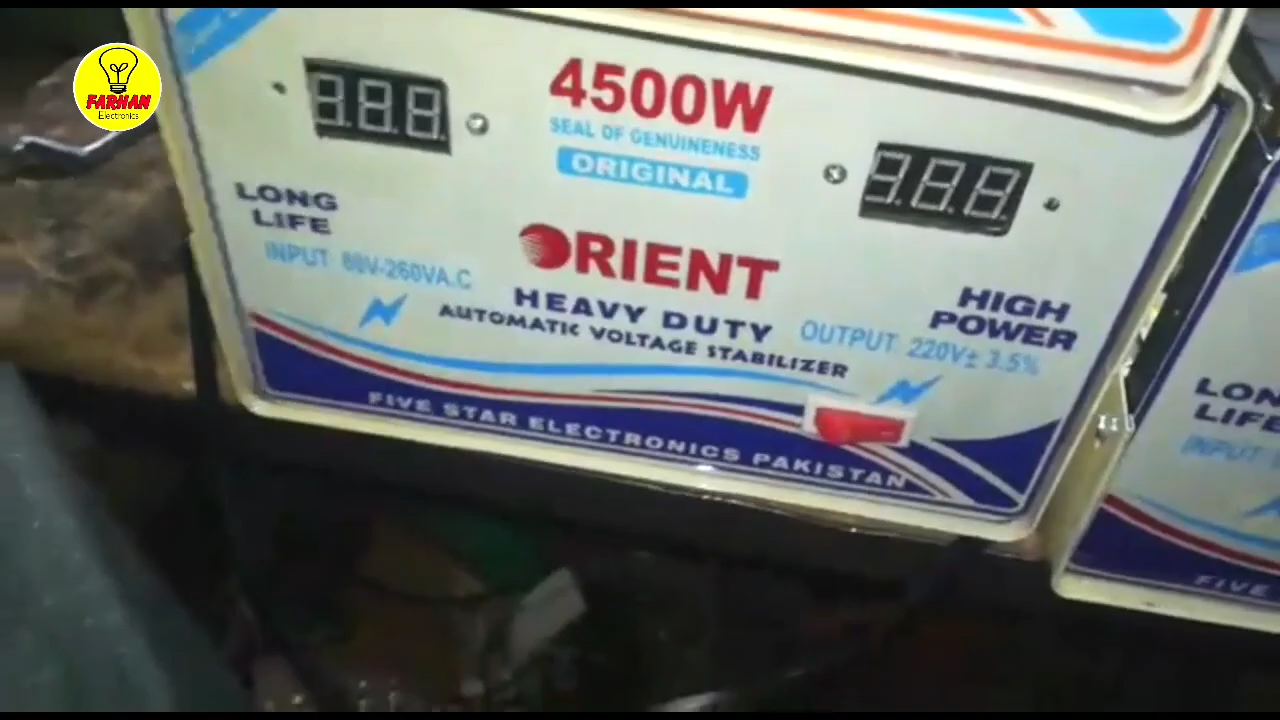 FARHAN
Electronics
4500W
SEAL OF GENUINENESS
ORIGINAL
LONG
LIFE
INPUT 80V-260VA.C
ORIENT
HEAVY DUTY
AUTOMATIC VOLTAGE STABILIZER
HIGH
POWER
OUTPUT 220V± 3.5%
FIVE STAR ELECTRONICS PAKISTAN
LON
LIFE
INPUT
FIVE